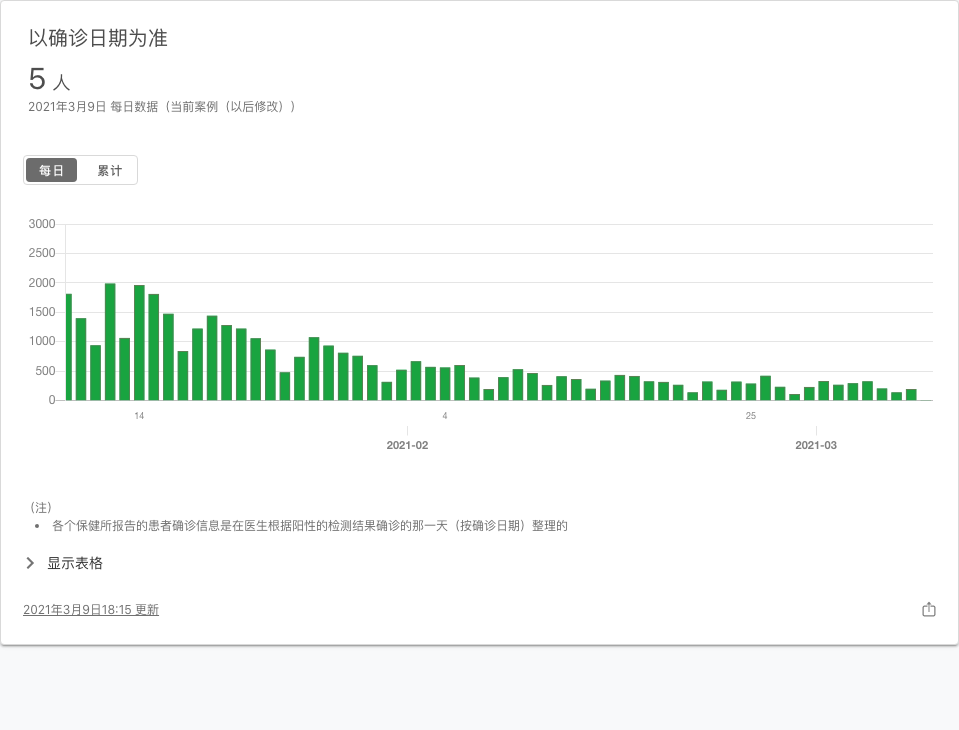 以确诊日期为准
5 人
2021年3月9日 每日数据（当前案例（以后修改））
每日 累计
3000
2500
2000
1500
1000
500
0
14 4 25
2021-02 2021-03
（注）
• 各个保健所报告的患者确诊信息是在医生根据阳性的检测结果确诊的那一天（按确诊日期）整理的
显示表格
2021年3月9日18:15 更新